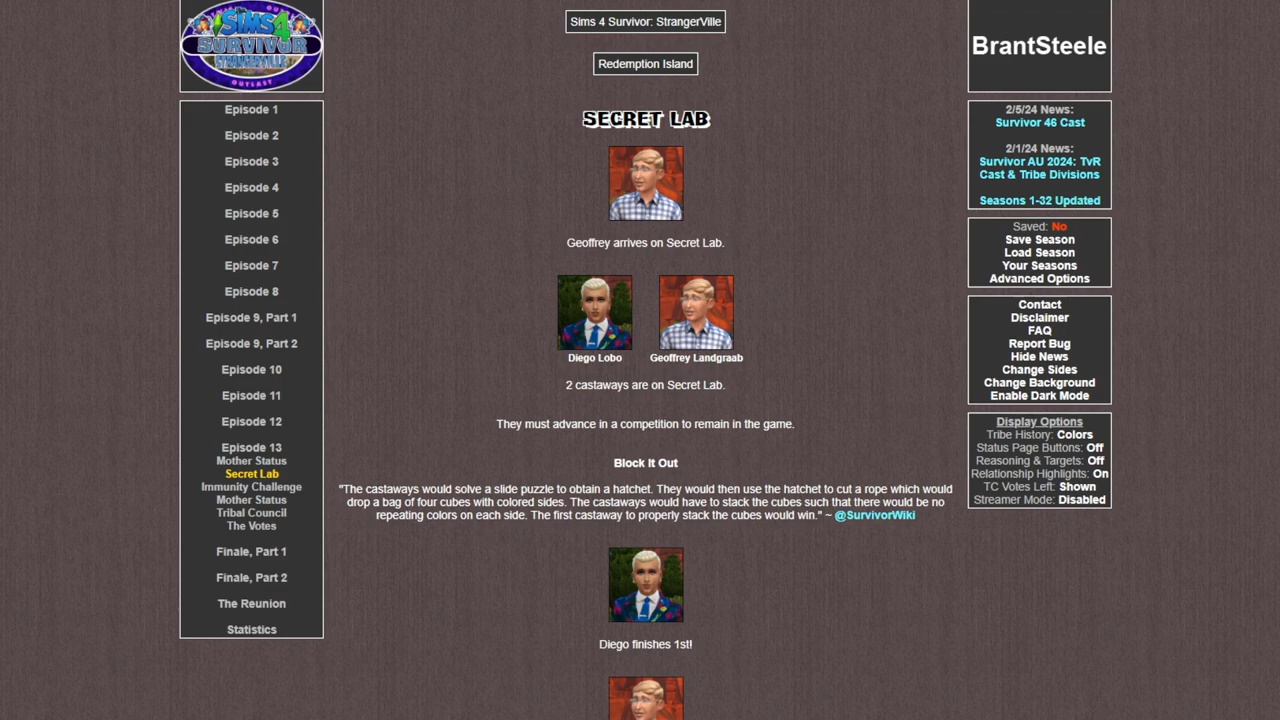 SIMS 4
SURVIVOR
STRANGERVILLE
OUTLAST
Episode 1
Episode 2
Episode 3
Episode 4
Episode 5
Episode 6
Episode 7
Episode 8
Episode 9, Part 1
Episode 9, Part 2
Episode 10
Episode 11
Episode 12
Episode 13
Mother Status
Secret Lab
Immunity Challenge
Mother Status
Tribal Council
The Votes
Finale, Part 1
Finale, Part 2
The Reunion
Statistics
Sims 4 Survivor: StrangerVille
Redemption Island
SECRET LAB
Geoffrey arrives on Secret Lab.
Diego Lobo
Geoffrey Landgraab
2 castaways are on Secret Lab.
They must advance in a competition to remain in the game.
Block It Out
"The castaways would solve a slide puzzle to obtain a hatchet. They would then use the hatchet to cut a rope which would
drop a bag of four cubes with colored sides. The castaways would have to stack the cubes such that there would be no
repeating colors on each side. The first castaway to properly stack the cubes would win." ~ @SurvivorWiki
Diego finishes 1st!
BrantSteele
2/5/24 News:
Survivor 46 Cast
2/1/24 News:
Survivor AU 2024: TvR
Cast & Tribe Divisions
Seasons 1-32 Updated
Saved: No
Save Season
Load Season
Your Seasons
Advanced Options
Contact
Disclaimer
FAQ
Report Bug
Hide News
Change Sides
Change Background
Enable Dark Mode
Display Options
Tribe History: Colors
Status Page Buttons: Off
Reasoning & Targets: Off
Relationship Highlights: On
TC Votes Left: Shown
Streamer Mode: Disabled